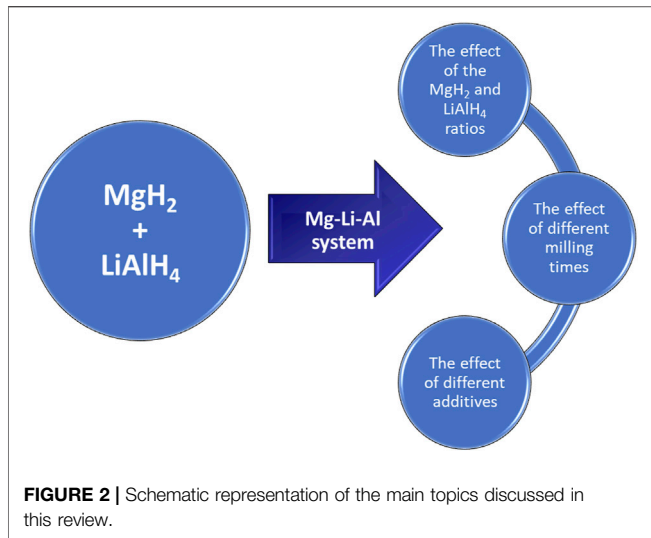 MgH₂
+
LiAlH₄
Mg-Li-Al
system
The effect
of the
MgH₂ and
LiAlH₄
ratios
The effect
of different
milling
times
The effect
of different
additives
FIGURE 2 | Schematic representation of the main topics discussed in
this review.